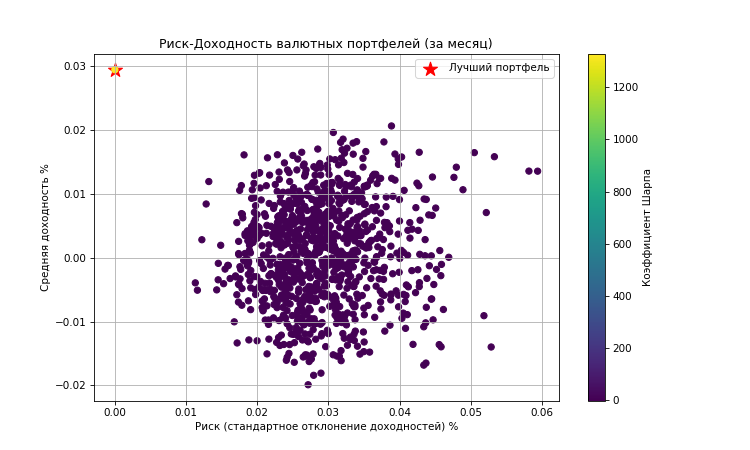 Риск-Доходность валютных портфелей (за месяц)
Лучший портфель
Средняя доходность %
0.03
0.02
0.01
0.00
−0.01
−0.02
0.00 0.01 0.02 0.03 0.04 0.05 0.06
Риск (стандартное отклонение доходностей) %
1200
1000
800
600
400
200
0
Коэффициент Шарпа